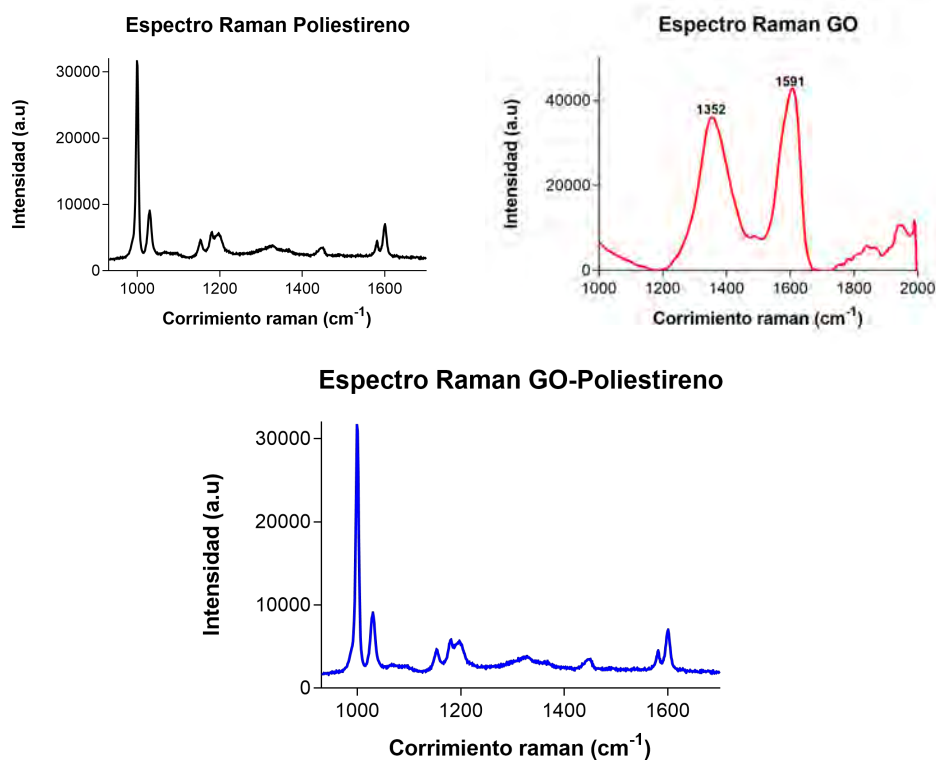 Espectro Raman Poliestireno
Intensidad (a.u)
30000
20000
10000
0
1000 1200 1400 1600
Corrimiento raman (cm-1)
Espectro Raman GO
Intensidad (a.u)
40000
20000
0
1352
1591
1000 1200 1400 1600 1800 2000
Corrimiento raman (cm-1)
Espectro Raman GO-Poliestireno
Intensidad (a.u)
30000
20000
10000
0
1000 1200 1400 1600
Corrimiento raman (cm-1)